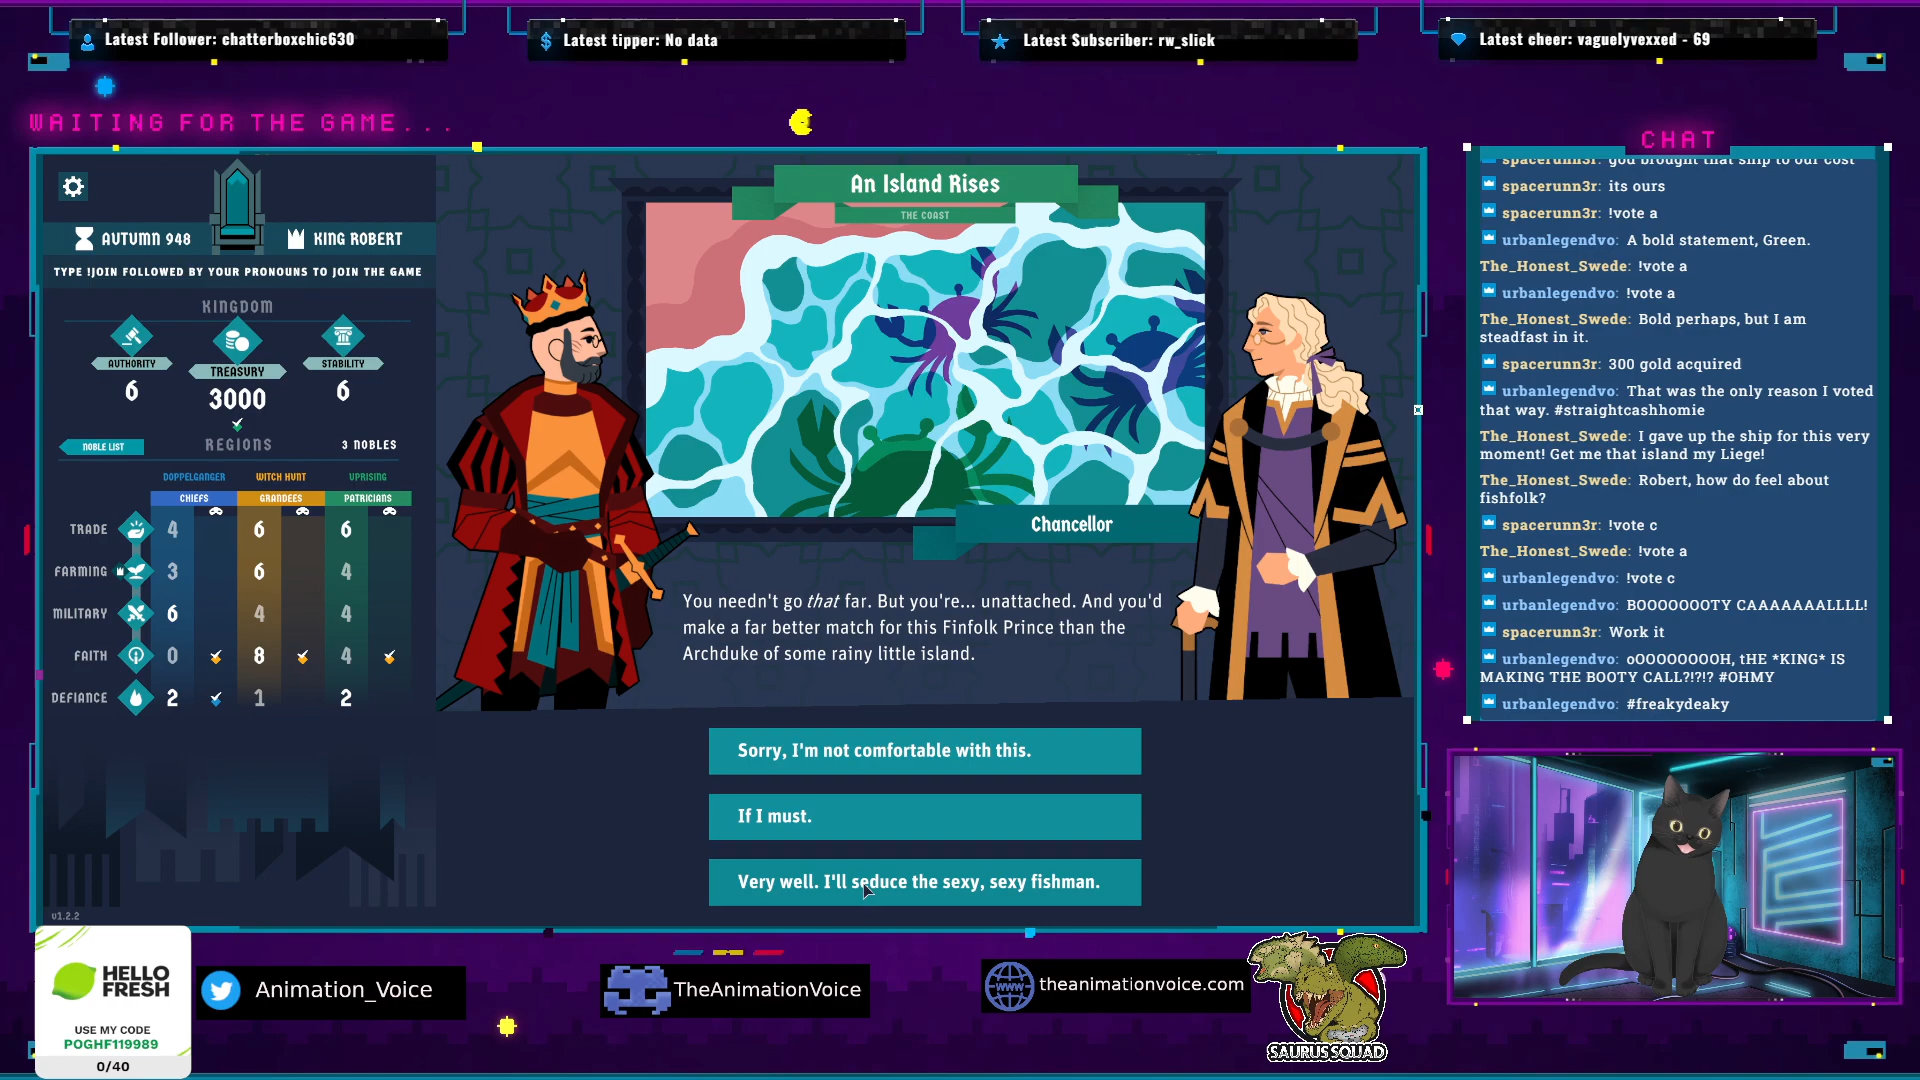 Latest Follower: chatterboxchic630
Latest tipper: No data
Latest Subscriber: rw_slick
Latest cheer: vaguelyvexxed - 69
WAITING FOR THE GAME...
AUTUMN 948
KING ROBERT
TYPE !JOIN FOLLOWED BY YOUR PRONOUNS TO JOIN THE GAME
KINGDOM
AUTHORITY
TREASURY
STABILITY
6
3000
6
NOBLE LIST
REGIONS
3 NOBLES
DOPPELGANGER
WITCH HUNT
UPRISING
CHIEFS
GRANDEES
PATRICIANS
TRADE 4 6 6
FARMING 3 6 4
MILITARY 6 4 4
FAITH 0 8 4
DEFIANCE 2 1 2
v1.2.2
An Island Rises
THE COAST
Chancellor
You needn't go that far. But you're... unattached. And you'd
make a far better match for this Finfolk Prince than the
Archduke of some rainy little island.
Sorry, I'm not comfortable with this.
If I must.
Very well. I'll seduce the sexy, sexy fishman.
CHAT
spacerunn3r: god brought that ship to our cost
spacerunn3r: its ours
spacerunn3r: !vote a
urbanlegendvo: A bold statement, Green.
The_Honest_Swede: !vote a
urbanlegendvo: !vote a
The_Honest_Swede: Bold perhaps, but I am
steadfast in it.
spacerunn3r: 300 gold acquired
urbanlegendvo: That was the only reason I voted
that way. #straightcashhomie
The_Honest_Swede: I gave up the ship for this very
moment! Get me that island my Liege!
The_Honest_Swede: Robert, how do feel about
fishfolk?
spacerunn3r: !vote c
The_Honest_Swede: !vote a
urbanlegendvo: !vote c
urbanlegendvo: BOOOOOOOTY CAAAAAAALLLL!
spacerunn3r: Work it
urbanlegendvo: oOOOOOOOOH, tHE *KING* IS
MAKING THE BOOTY CALL?!?!? #OHMY
urbanlegendvo: #freakydeaky
HELLO
FRESH
USE MY CODE
POGHF119989
0/40
Animation_Voice
TheAnimationVoice
WWW
theanimationvoice.com
SAURUS SQUAD